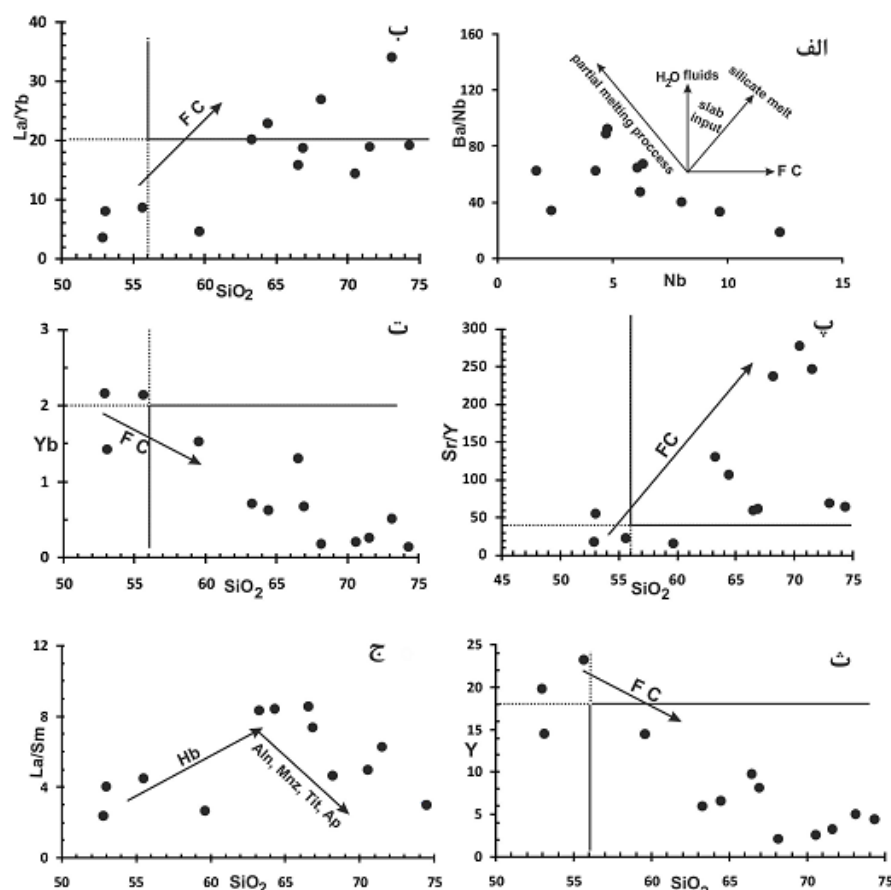 ب
40
30
20
10
0
La/Yb
F C
50 55 60 65 70 75
SiO₂
الف
160
120
80
40
0
Ba/Nb
partial melting proccess
H₂O fluids
slab
input
silicate melt
F C
0 5 10 15
Nb
ت
3
2
1
0
Yb
F C
50 55 60 65 70 75
SiO₂
پ
300
250
200
150
100
50
0
Sr/Y
FC
45 50 55 60 65 70 75
SiO₂
ج
12
8
4
0
La/Sm
Hb
Aln, Mnz, Tit, Ap
50 55 60 65 70 75
SiO₂
ث
25
20
15
10
5
0
Y
F C
50 55 60 65 70 75
SiO₂